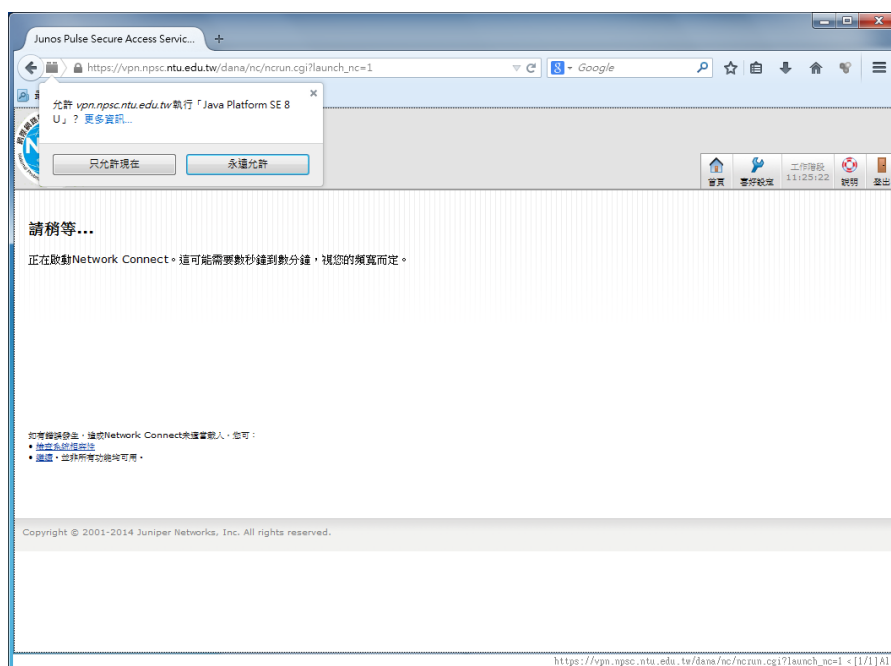 Junos Pulse Secure Access Servic...
https://vpn.npsc.ntu.edu.tw/dana/nc/ncrun.cgi?launch_nc=1
Google
允許 vpn.npsc.ntu.edu.tw執行「Java Platform SE 8
U」？ 更多資訊...
只允許現在
永遠允許
首頁
喜好設定
工作階段
11:25:22
說明
登出
請稍等...
正在啟動Network Connect。這可能需要數秒鐘到數分鐘，視您的頻寬而定。
如有錯誤發生，造成Network Connect未適當載入，您可：
• 檢查系統相容性
• 繼續，並非所有功能均可用。
Copyright © 2001-2014 Juniper Networks, Inc. All rights reserved.
https://vpn.npsc.ntu.edu.tw/dana/nc/ncrun.cgi?launch_nc=1 <[1/1]Al